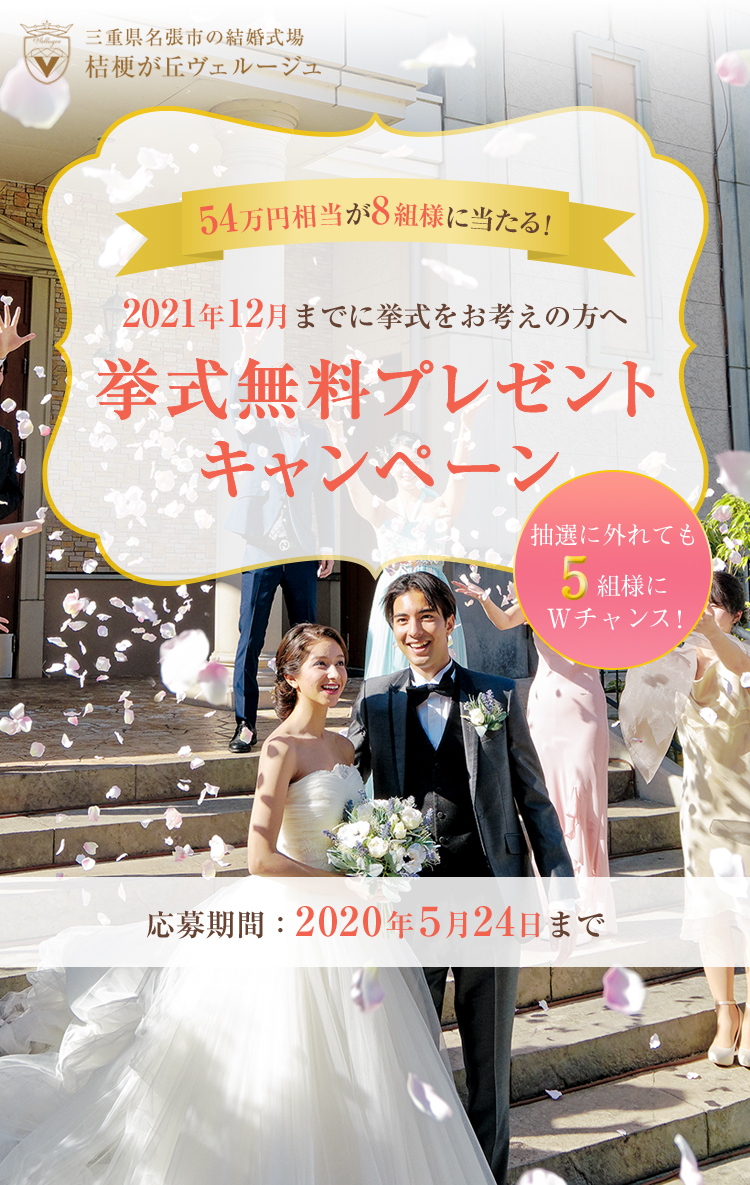 三重県名張市の結婚式場
桔梗が丘ヴェルージュ
54万円相当が8組様に当たる!
2021年12月までに挙式をお考えの方へ
挙式無料プレゼント
キャンペーン
抽選に外れても
5組様に
Wチャンス!
応募期間：2020年5月24日まで